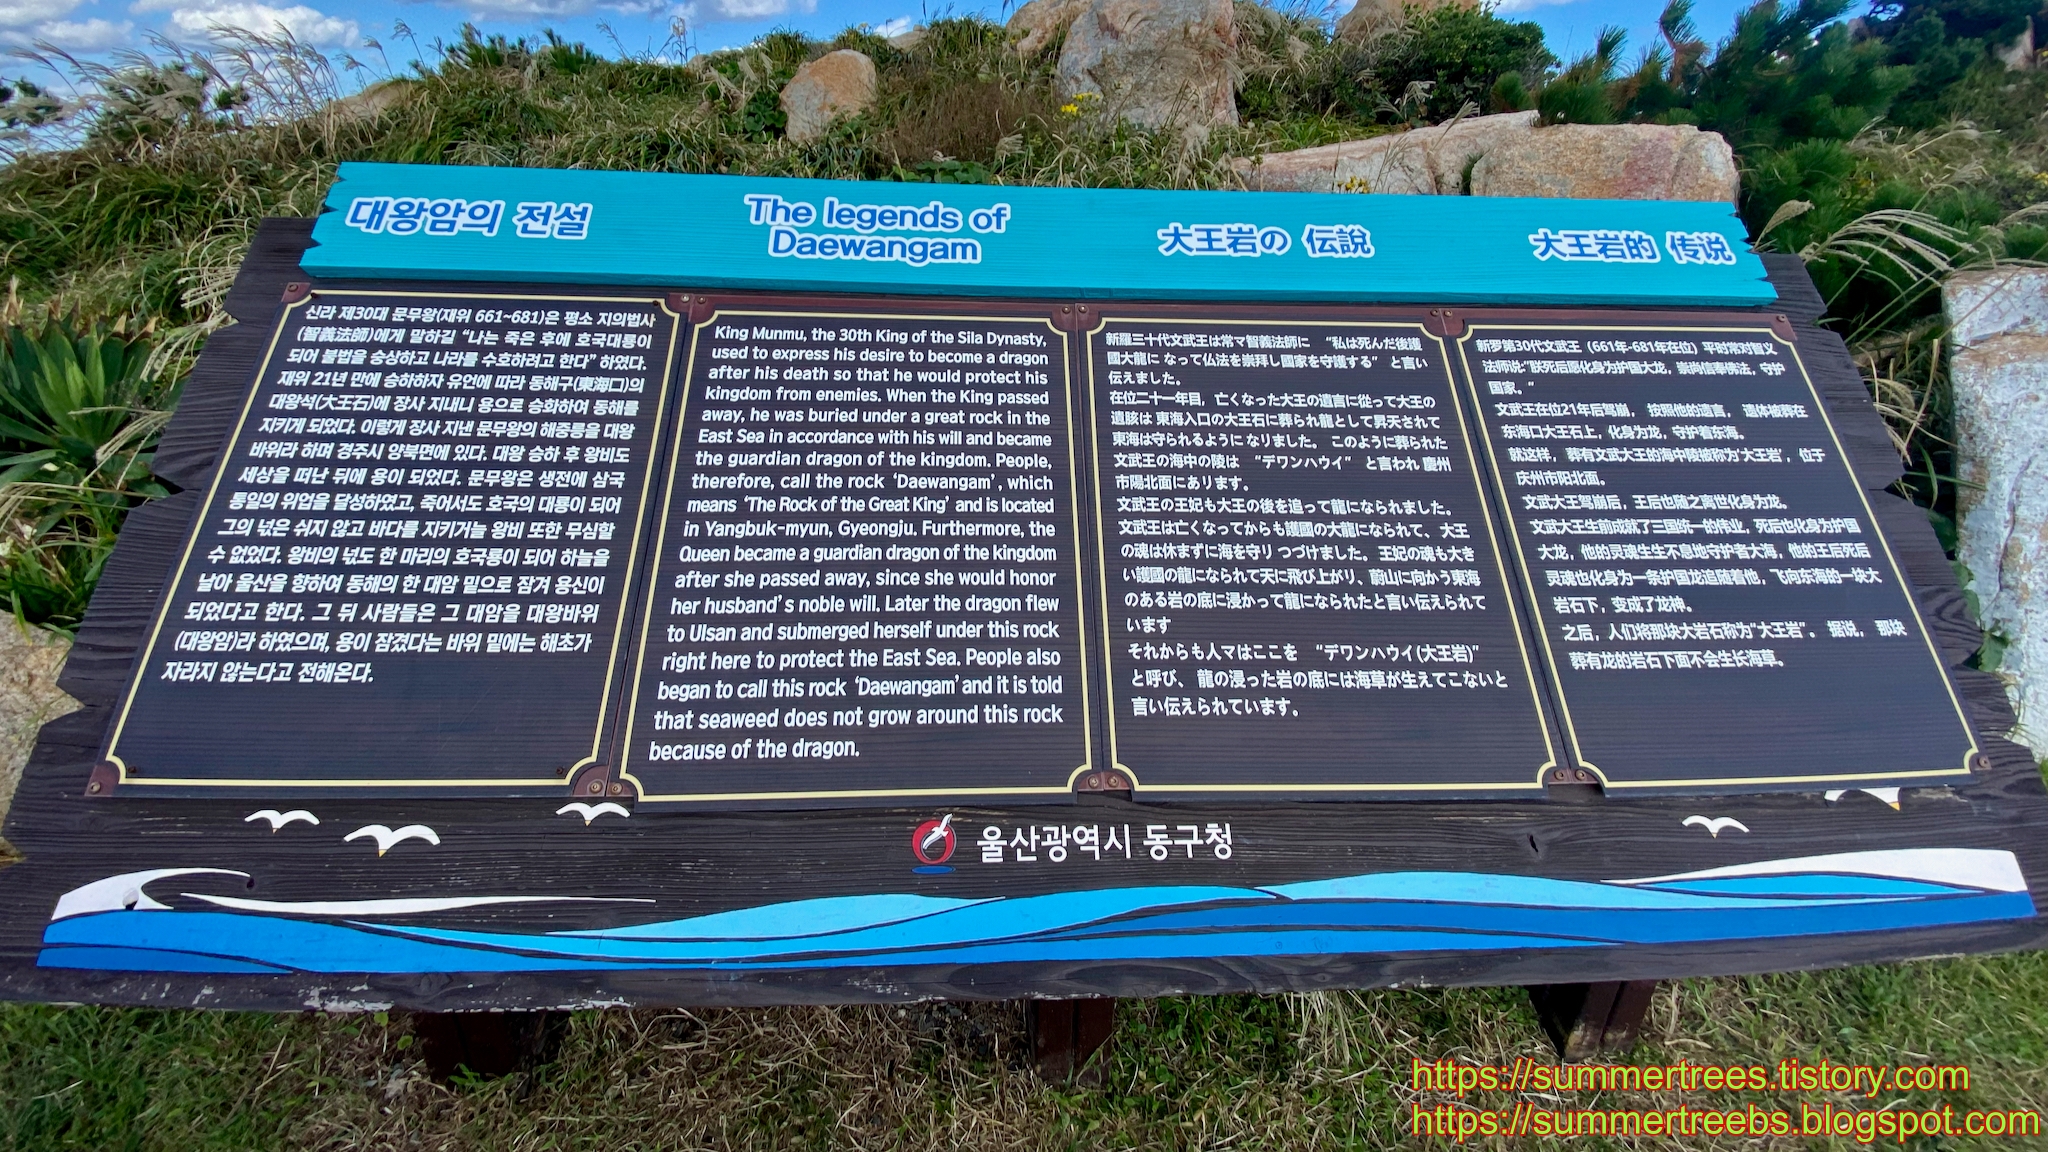 대왕암의 전설
신라 제30대 문무왕(재위 661~681)은 평소 지의법사
(智義法師)에게 말하길 “나는 죽은 후에 호국대룡이
되어 불법을 숭상하고 나라를 수호하려고 한다” 하였다.
재위 21년 만에 승하하자 유언에 따라 동해구(東海口)의
대왕석(大王石)에 장사 지내니 용으로 승화하여 동해를
지키게 되었다. 이렇게 장사 지낸 문무왕의 해중릉을 대왕
바위라 하며 경주시 양북면에 있다. 대왕 승하 후 왕비도
세상을 떠난 뒤에 용이 되었다. 문무왕은 생전에 삼국
통일의 위업을 달성하였고, 죽어서도 호국의 대룡이 되어
그의 넋은 쉬지 않고 바다를 지키거늘 왕비 또한 무심할
수 없었다. 왕비의 넋도 한 마리의 호국룡이 되어 하늘을
날아 울산을 향하여 동해의 한 대암 밑으로 잠겨 용신이
되었다고 한다. 그 뒤 사람들은 그 대암을 대왕바위
(대왕암)라 하였으며, 용이 잠겼다는 바위 밑에는 해초가
자라지 않는다고 전해온다.
The legends of
Daewangam
King Munmu, the 30th King of the Sila Dynasty,
used to express his desire to become a dragon
after his death so that he would protect his
kingdom from enemies. When the King passed
away, he was buried under a great rock in the
East Sea in accordance with his will and became
the guardian dragon of the kingdom. People,
therefore, call the rock ‘Daewangam’, which
means ‘The Rock of the Great King’ and is located
in Yangbuk-myun, Gyeongju. Furthermore, the
Queen became a guardian dragon of the kingdom
after she passed away, since she would honor
her husband’s noble will. Later the dragon flew
to Ulsan and submerged herself under this rock
right here to protect the East Sea. People also
began to call this rock ‘Daewangam’ and it is told
that seaweed does not grow around this rock
because of the dragon.
大王岩の 伝説
新羅三十代文武王は常マ智義法師に “私は死んだ後護
國大龍に なって仏法を崇拜し國家を守護する” と言い
伝えました。
在位二十一年目, 亡くなった大王の遺言に從って大王の
遺骸は 東海入口の大王石に葬られ龍として昇天されて
東海は守られるように なりました。 このように葬られた
文武王の海中の陵は “デワンハウイ” と言われ 慶州
市陽北面にあリます。
文武王の王妃も大王の後を追って龍になられました。
文武王は亡くなってからも護國の大龍になられて、大王
の魂は休まずに海を守リ つづけました。王妃の魂も大き
い護國の龍になられて天に飛び上がリ、蔚山に向かう東海
のある岩の底に浸かって龍になられたと言い伝えられて
います
それからも人マはここを “デワンハウイ(大王岩)”
と呼び、 龍の浸った岩の底には海草が生えてこないと
言い伝えられています。
大王岩的 传说
新罗第30代文武王（661年-681年在位）平时常对智义
法师说:“朕死后愿化身为护国大龙，崇尚信奉佛法，守护
国家。“
文武王在位21年后驾崩， 按照他的遗言， 遗体被葬在
东海口大王石上，化身为龙，守护着东海。
就这样， 葬有文武大王的海中陵被称为‘大王岩’，位于
庆州市阳北面。
文武大王驾崩后，王后也随之离世化身为龙。
文武大王生前成就了三国统一的伟业，死后也化身为护国
大龙，他的灵魂生生不息地守护者大海，他的王后死后
灵魂也化身为一条护国龙追随着他，飞向东海的一块大
岩石下，变成了龙神。
之后，人们将那块大岩石称为“大王岩”。 据说， 那块
葬有龙的岩石下面不会生长海草。
울산광역시 동구청
https://summertrees.tistory.com
https://summertreebs.blogspot.com